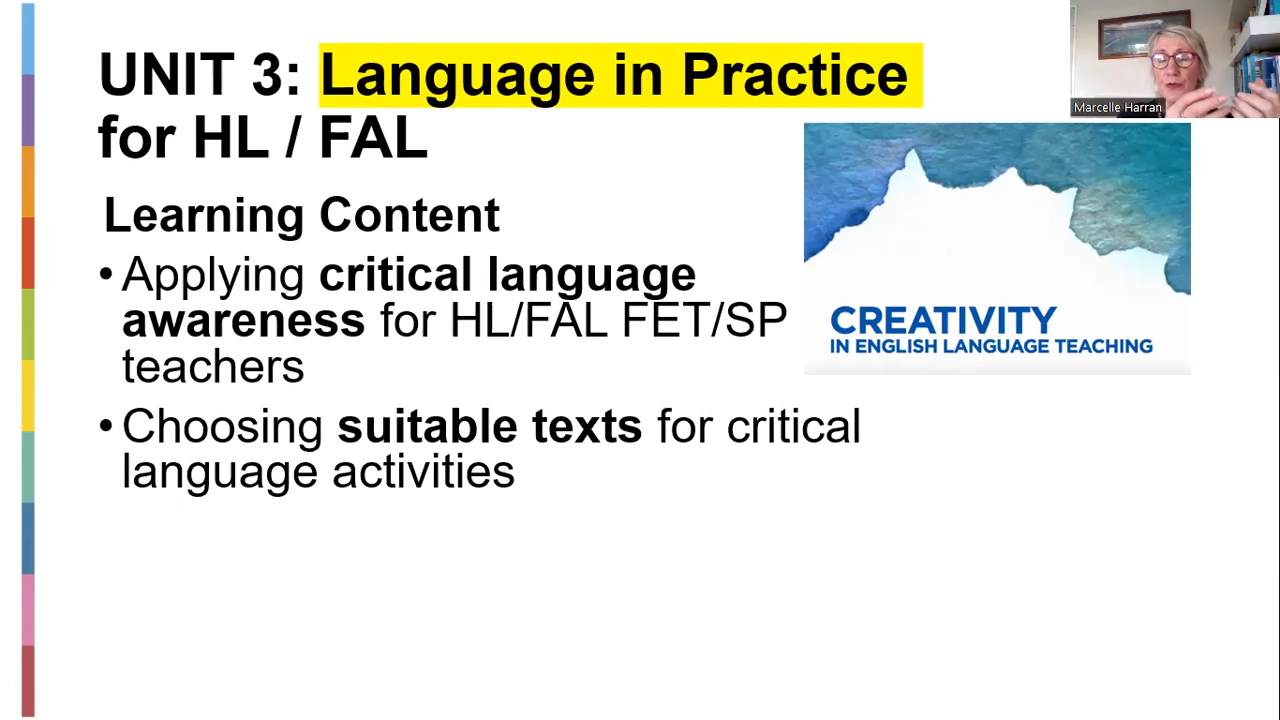 UNIT 3: Language in Practice
for HL / FAL
Marcelle Harran
Learning Content
• Applying critical language
awareness for HL/FAL FET/SP
teachers
• Choosing suitable texts for critical
language activities
CREATIVITY
IN ENGLISH LANGUAGE TEACHING